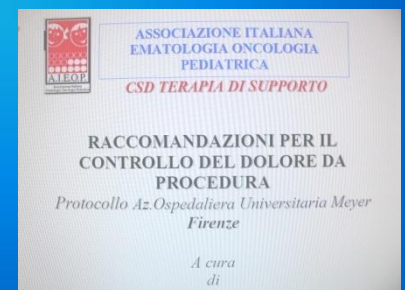 ASSOCIAZIONE ITALIANA
EMATOLOGIA ONCOLOGIA
PEDIATRICA
A.I.E.O.P.
CSD TERAPIA DI SUPPORTO
RACCOMANDAZIONI PER IL
CONTROLLO DEL DOLORE DA
PROCEDURA
Protocollo Az.Ospedaliera Universitaria Meyer
Firenze
A cura
di